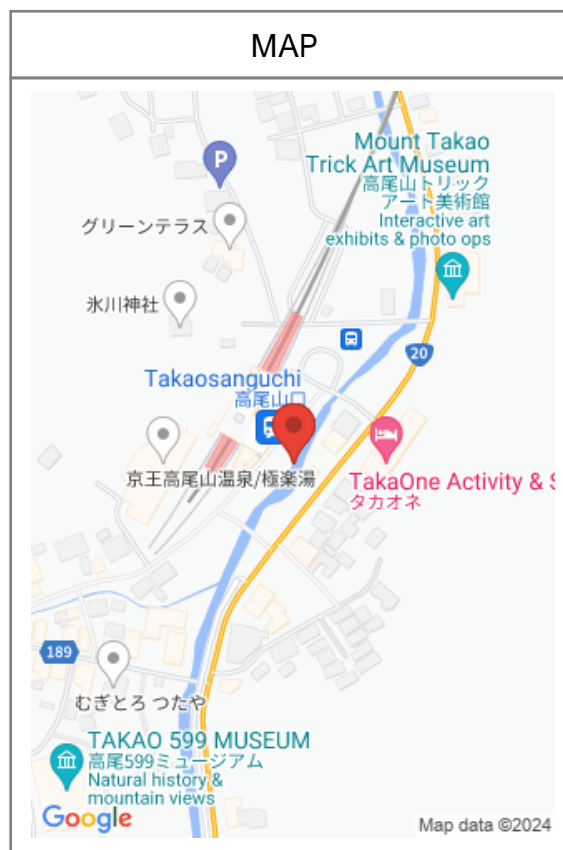 MAP
Mount Takao
Trick Art Museum
高尾山トリック
アート美術館
Interactive art
exhibits & photo ops
P
グリーンテラス
氷川神社
20
Takaosanguchi
高尾山口
京王高尾山温泉/極楽湯
TakaOne Activity & S
タカオネ
189
むぎとろ つたや
TAKAO 599 MUSEUM
高尾599ミュージアム
Natural history &
mountain views
Google
Map data ©2024